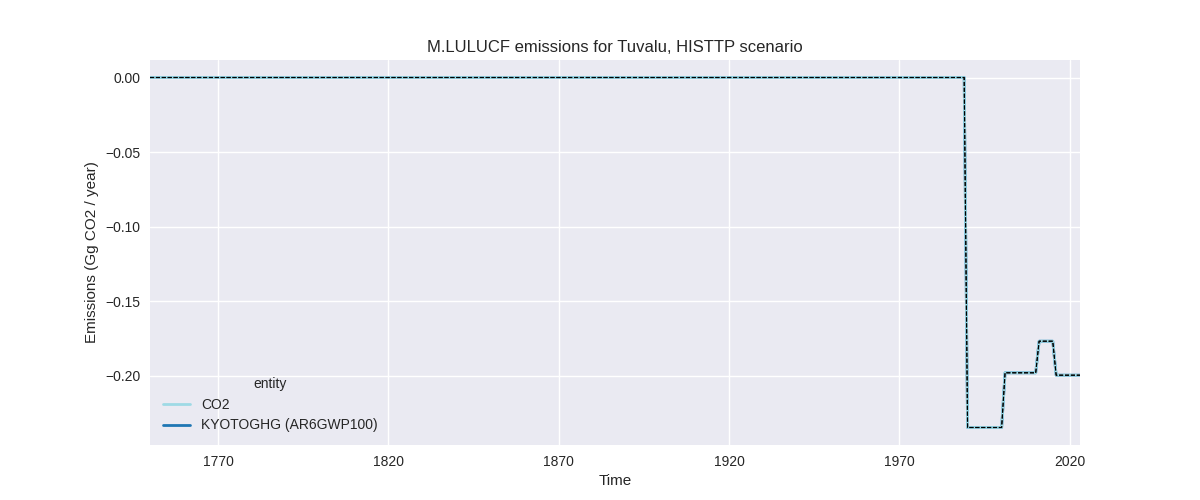 M.LULUCF emissions for Tuvalu, HISTTP scenario
Emissions (Gg CO2 / year)
0.00
−0.05
−0.10
−0.15
−0.20
entity
CO2
KYOTOGHG (AR6GWP100)
1770 1820 1870 1920 1970 2020
Time